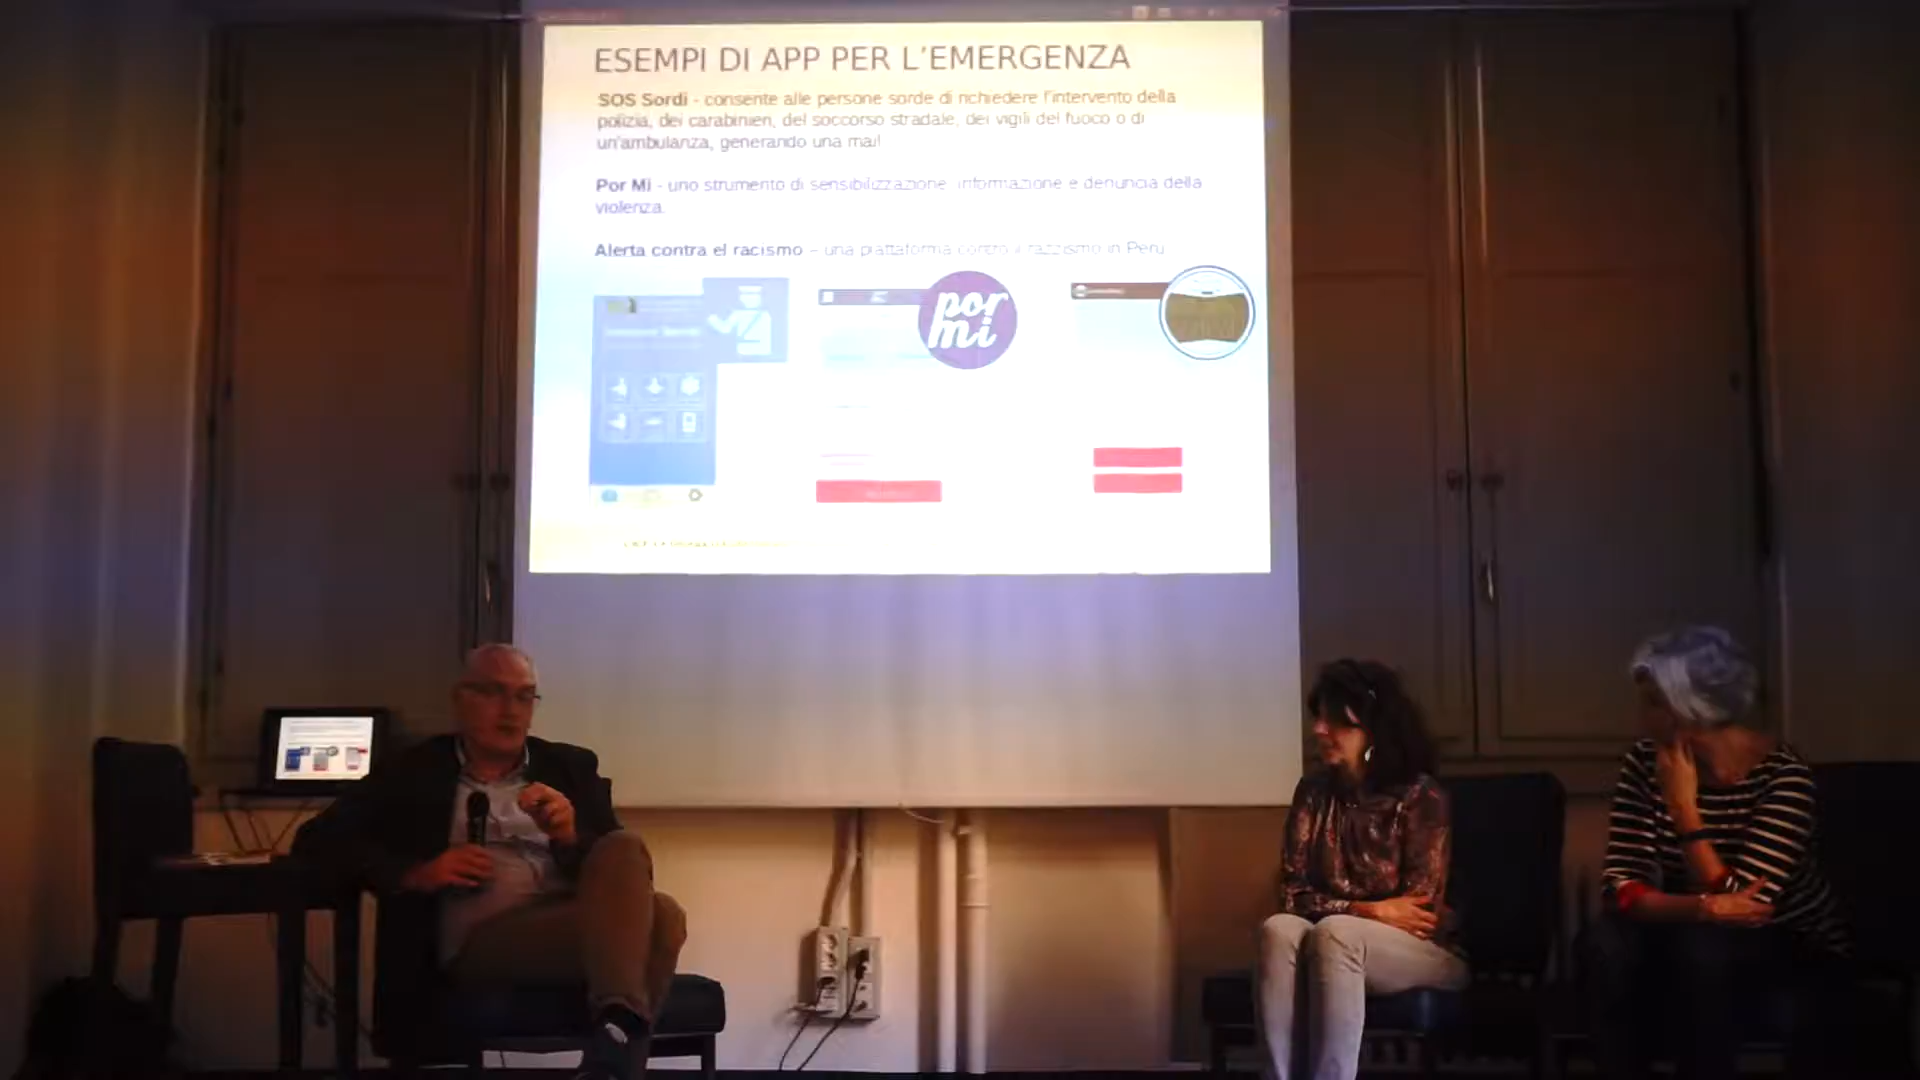 ESEMPI DI APP PER L'EMERGENZA
SOS Sordi - consente alle persone sorde di richiedere l'intervento della
polizia, dei carabinieri, del soccorso stradale, dei vigili del fuoco o di
un'ambulanza, generando una mail
Por Mi - uno strumento di sensibilizzazione, informazione e denuncia della
violenza.
Alerta contra el racismo – una piattaforma contro il razzismo in Perù
por
mi